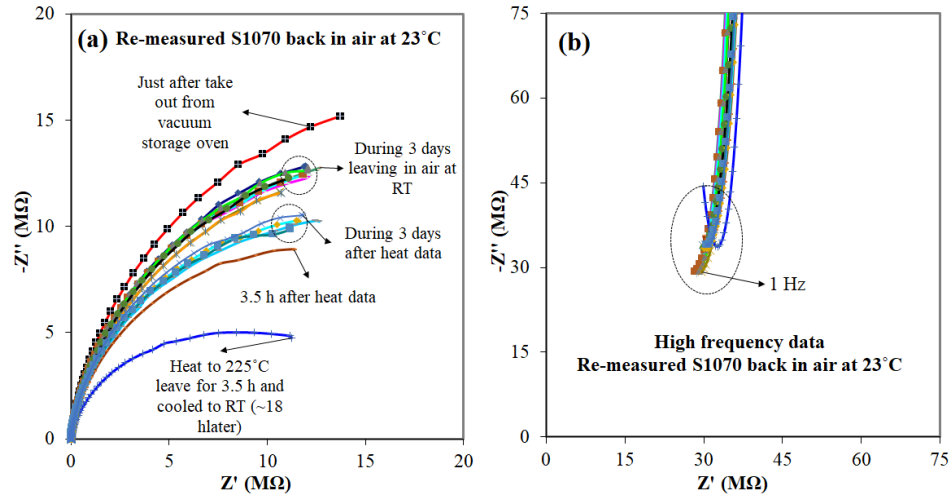 (a) Re-measured S1070 back in air at 23˚C
Just after take
out from
vacuum
storage oven
During 3 days
leaving in air at
RT
During 3 days
after heat data
3.5 h after heat data
Heat to 225˚C
leave for 3.5 h and
cooled to RT (~18
hlater)
-Z'' (MΩ)
20
15
10
5
0
0
5
10
15
20
Z' (MΩ)
(b)
1 Hz
High frequency data
Re-measured S1070 back in air at 23˚C
-Z'' (MΩ)
75
60
45
30
15
0
0
15
30
45
60
75
Z' (MΩ)